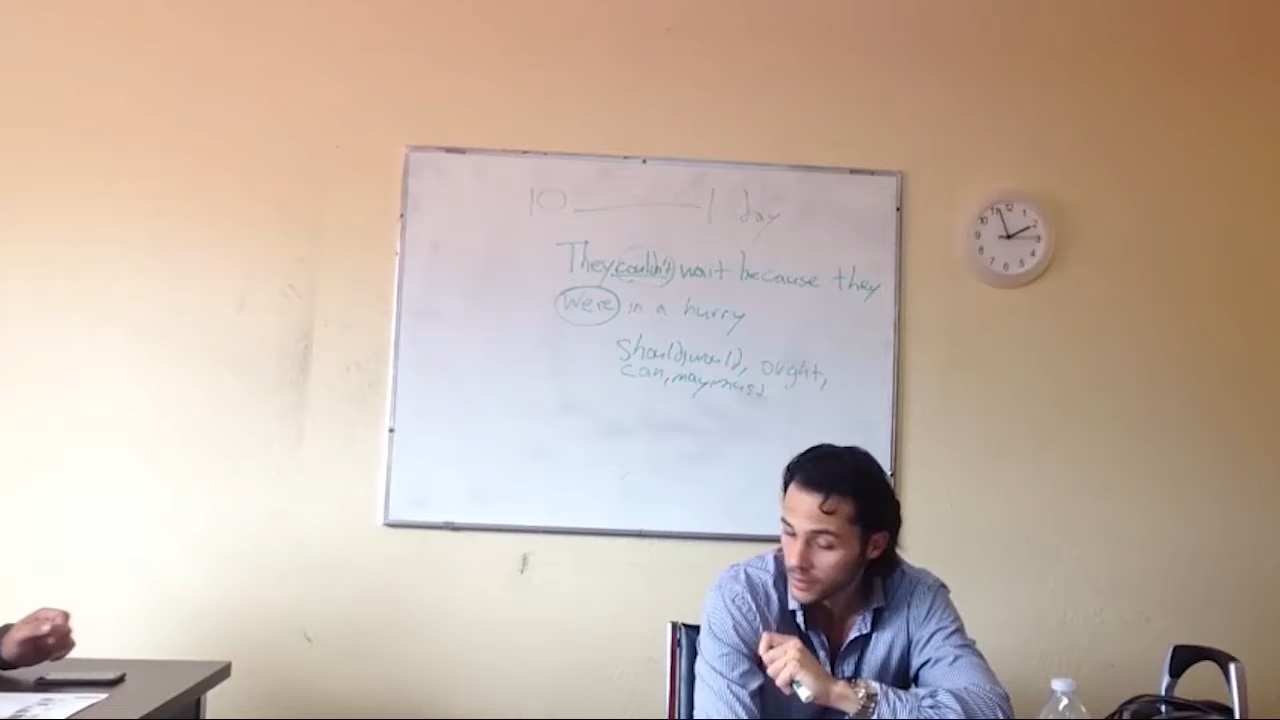 10 ——— 1 day
They couldn't wait because they
were in a hurry
should, would, ought,
can, may, must